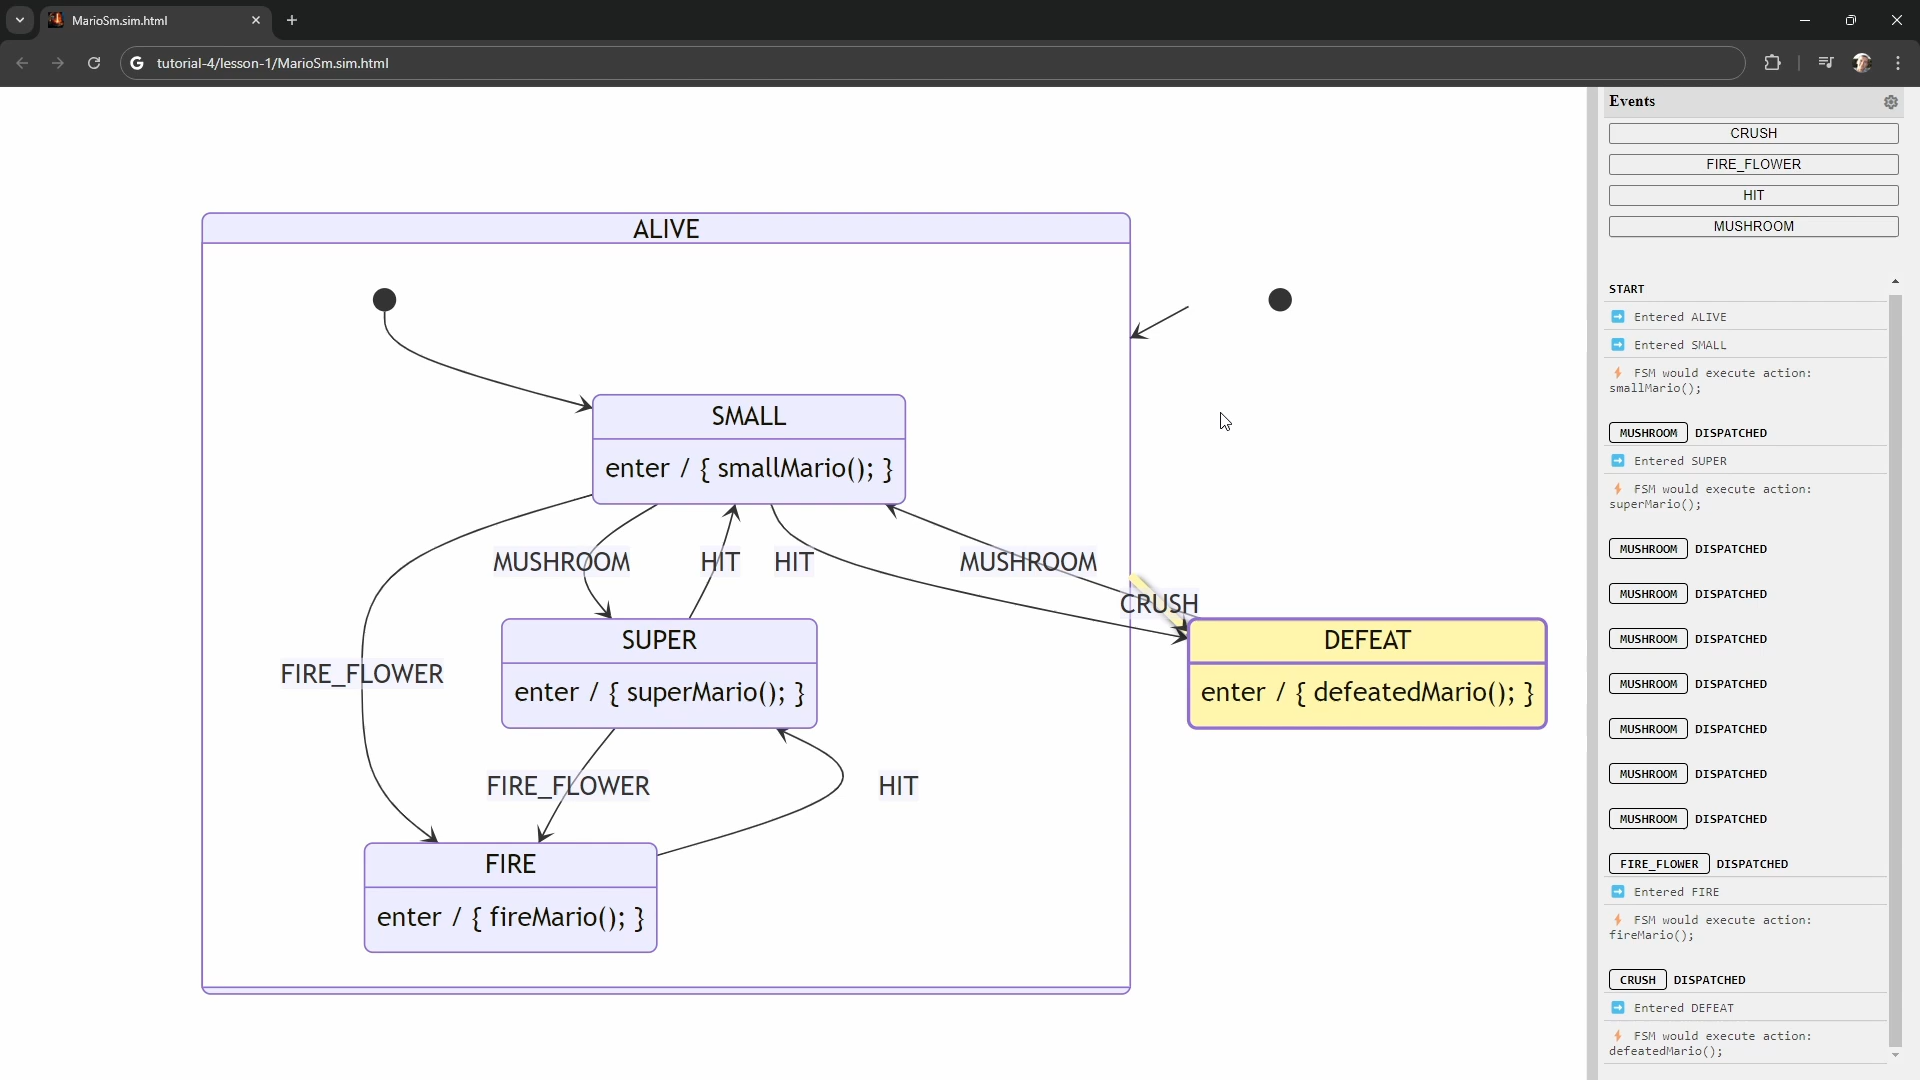 MarioSm.sim.html
tutorial-4/lesson-1/MarioSm.sim.html
ALIVE
SMALL
enter / { smallMario(); }
MUSHROOM
HIT
HIT
MUSHROOM
CRUSH
SUPER
enter / { superMario(); }
DEFEAT
enter / { defeatedMario(); }
FIRE_FLOWER
FIRE_FLOWER
HIT
FIRE
enter / { fireMario(); }
Events
CRUSH
FIRE_FLOWER
HIT
MUSHROOM
START
Entered ALIVE
Entered SMALL
FSM would execute action:
smallMario();
MUSHROOM DISPATCHED
Entered SUPER
FSM would execute action:
superMario();
MUSHROOM DISPATCHED
MUSHROOM DISPATCHED
MUSHROOM DISPATCHED
MUSHROOM DISPATCHED
MUSHROOM DISPATCHED
MUSHROOM DISPATCHED
MUSHROOM DISPATCHED
FIRE_FLOWER DISPATCHED
Entered FIRE
FSM would execute action:
fireMario();
CRUSH DISPATCHED
Entered DEFEAT
FSM would execute action:
defeatedMario();